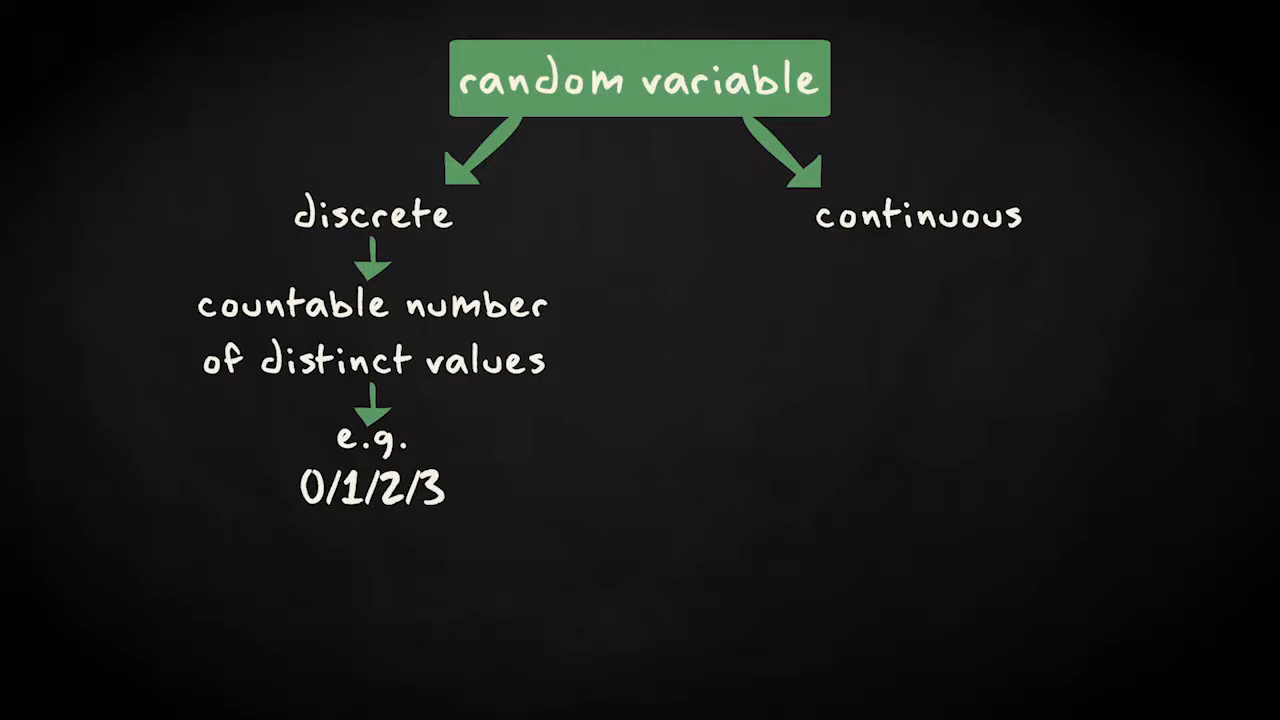 random variable
discrete
continuous
countable number
of distinct values
e.g.
0/1/2/3